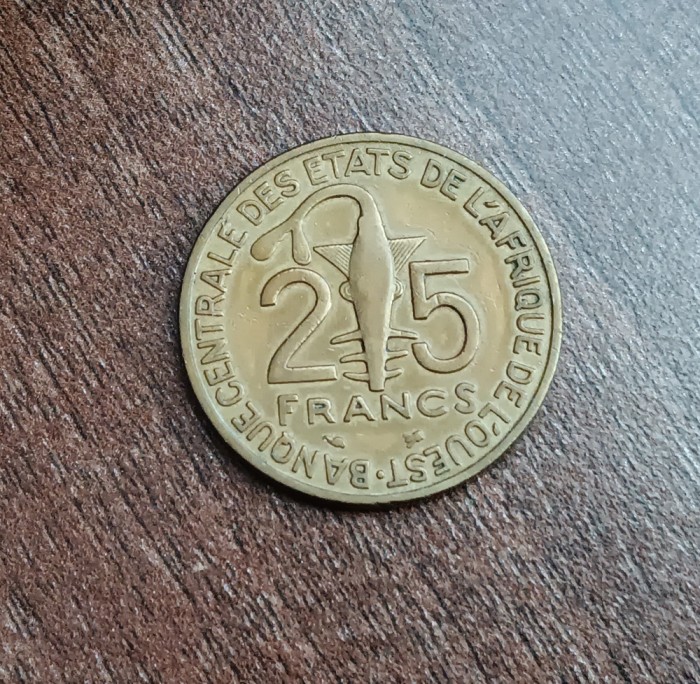 BANQUE CENTRALE DES ETATS DE L'AFRIQUE DE L'OUEST ·
25
FRANCS